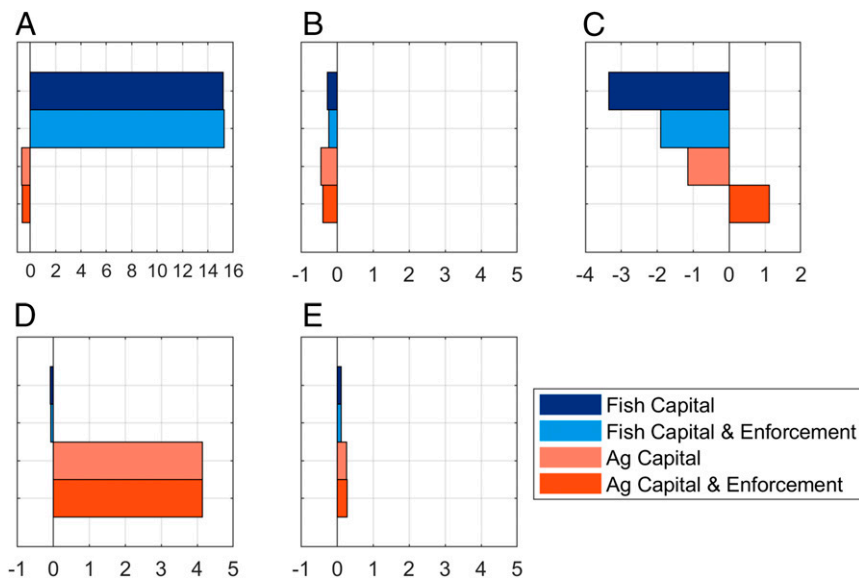 A
B
C
0 2 4 6 8 10 12 14 16
-1 0 1 2 3 4 5
-4 -3 -2 -1 0 1 2
D
E
-1 0 1 2 3 4 5
-1 0 1 2 3 4 5
Fish Capital
Fish Capital & Enforcement
Ag Capital
Ag Capital & Enforcement